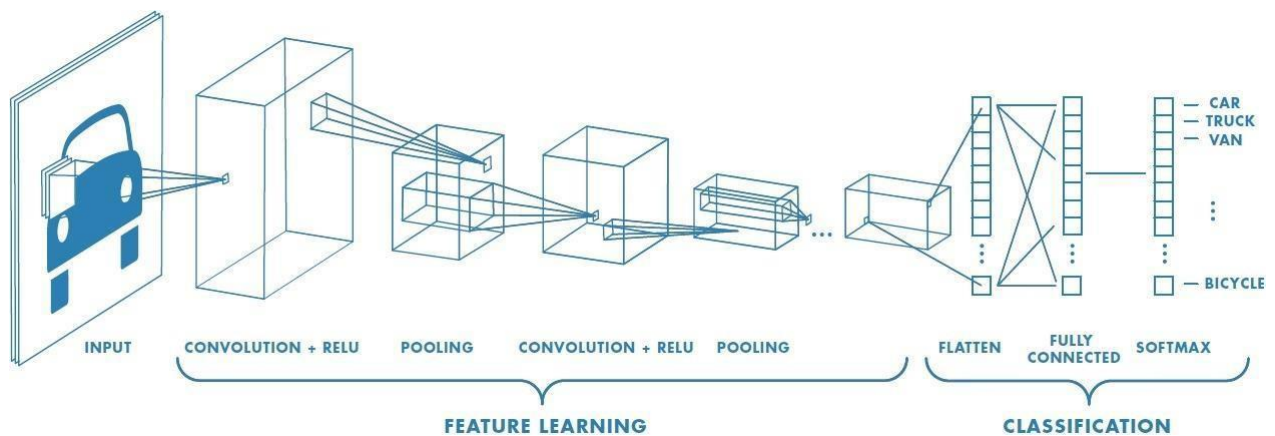 CAR
TRUCK
VAN
BICYCLE
INPUT
CONVOLUTION + RELU
POOLING
CONVOLUTION + RELU
POOLING
FLATTEN
FULLY
CONNECTED
SOFTMAX
FEATURE LEARNING
CLASSIFICATION